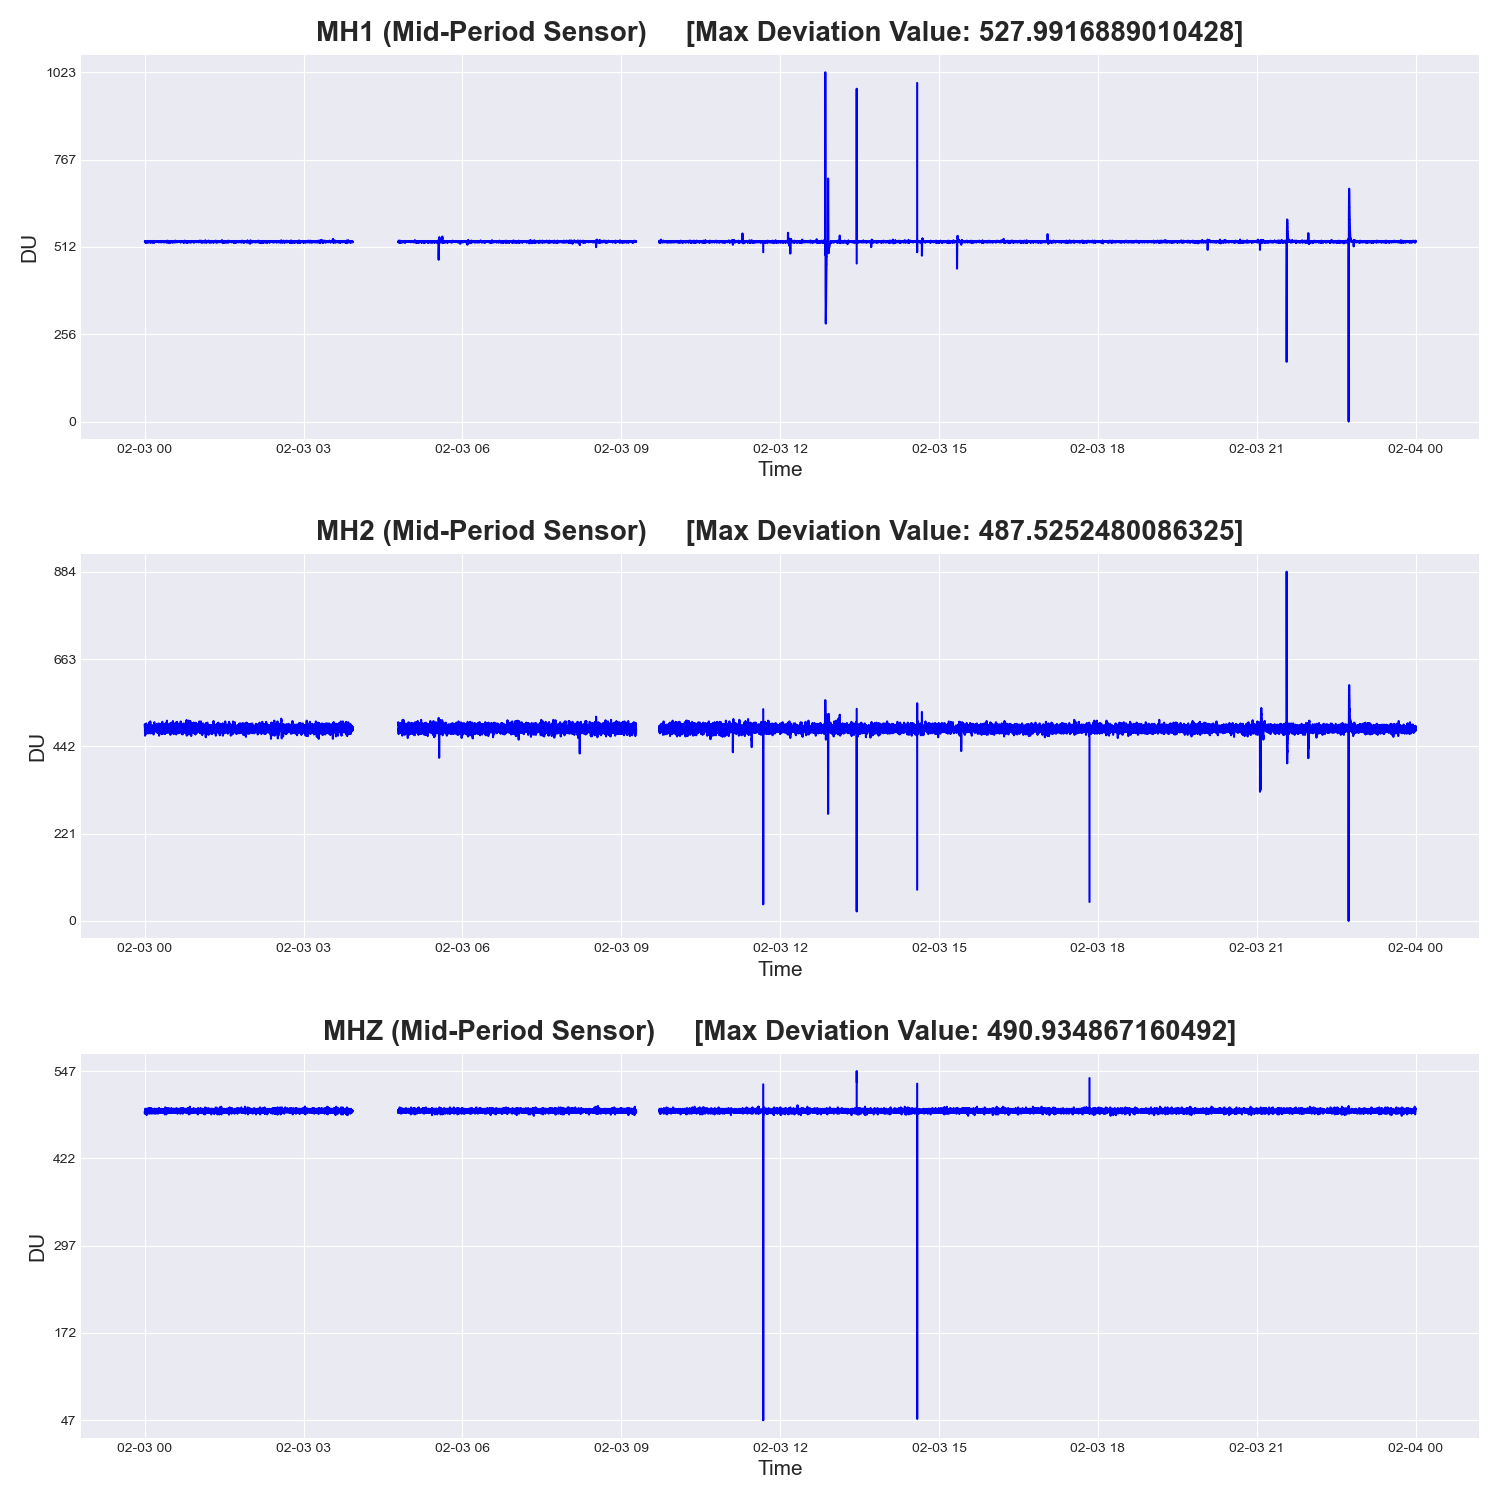 MH1 (Mid-Period Sensor) [Max Deviation Value: 527.9916889010428]
1023
767
512
256
0
DU
02-03 00 02-03 03 02-03 06 02-03 09 02-03 12 02-03 15 02-03 18 02-03 21 02-04 00
Time
MH2 (Mid-Period Sensor) [Max Deviation Value: 487.5252480086325]
884
663
442
221
0
DU
02-03 00 02-03 03 02-03 06 02-03 09 02-03 12 02-03 15 02-03 18 02-03 21 02-04 00
Time
MHZ (Mid-Period Sensor) [Max Deviation Value: 490.934867160492]
547
422
297
172
47
DU
02-03 00 02-03 03 02-03 06 02-03 09 02-03 12 02-03 15 02-03 18 02-03 21 02-04 00
Time